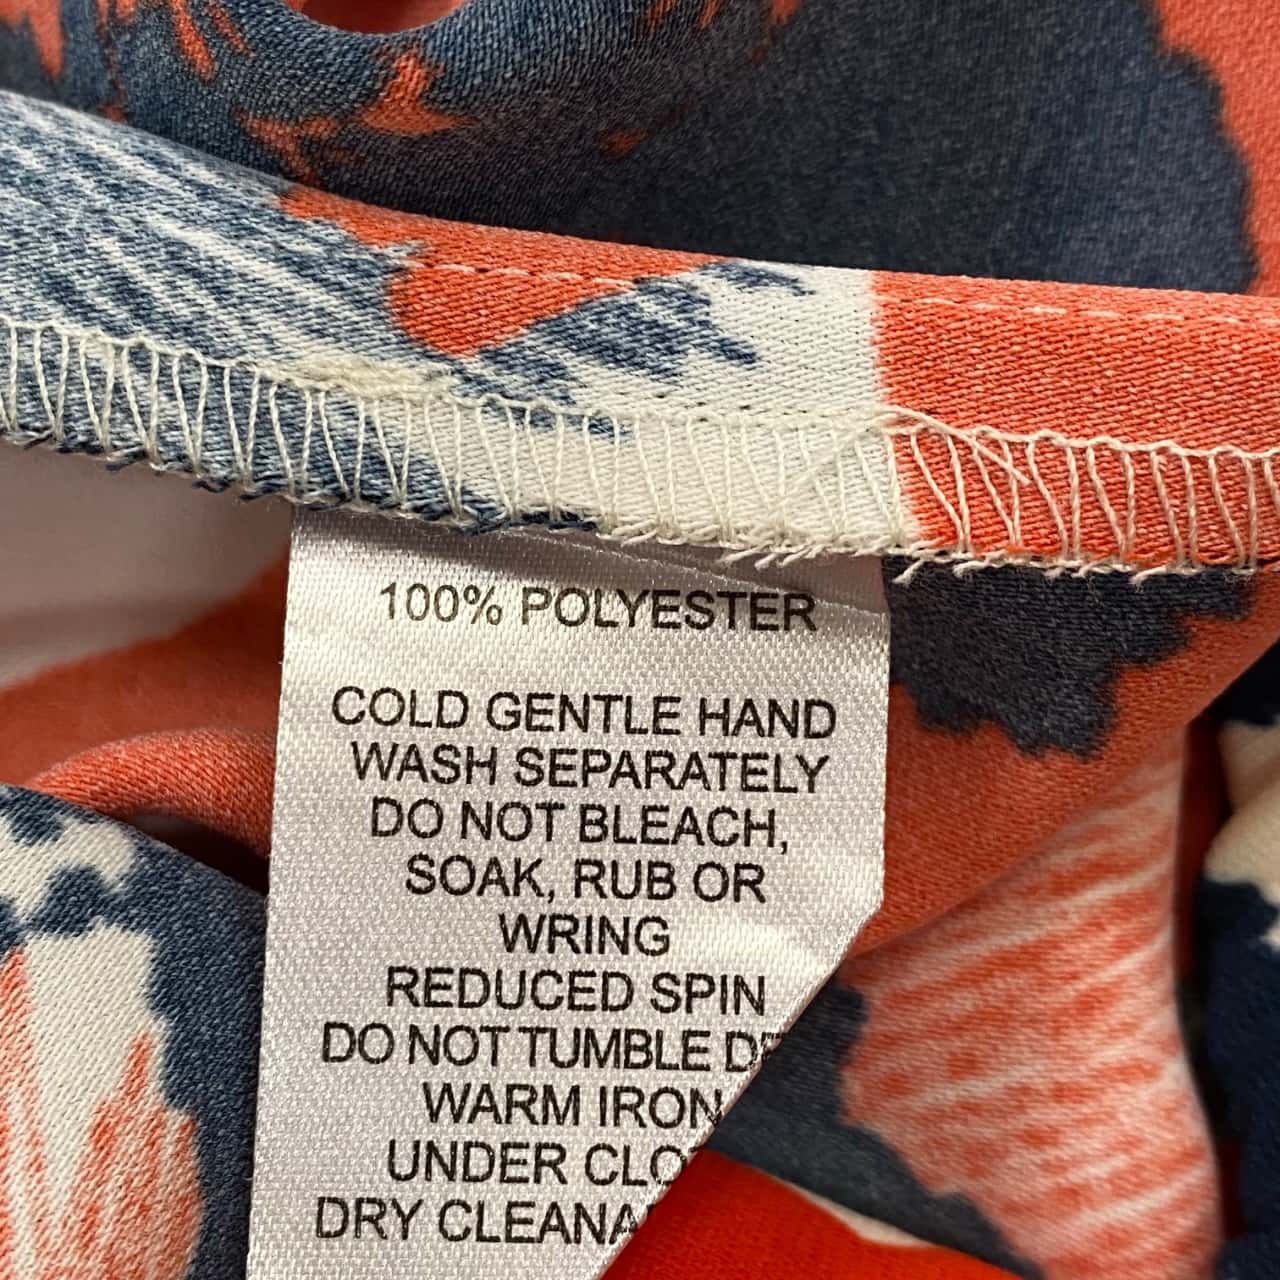 100% POLYESTER
COLD GENTLE HAND
WASH SEPARATELY
DO NOT BLEACH,
SOAK, RUB OR
WRING
REDUCED SPIN
DO NOT TUMBLE
WARM IRON
UNDER
DRY